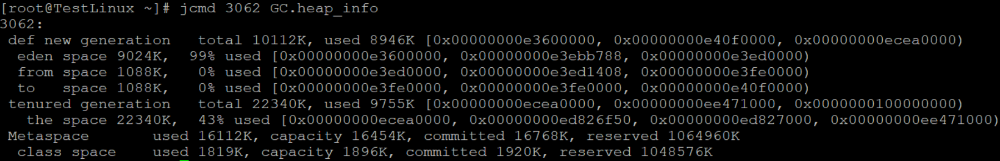 [root@TestLinux ~]# jcmd 3062 GC.heap_info
3062:
 def new generation   total 10112K, used 8946K [0x00000000e3600000, 0x00000000e40f0000, 0x00000000ecea0000)
  eden space 9024K,  99% used [0x00000000e3600000, 0x00000000e3ebb788, 0x00000000e3ed0000)
  from space 1088K,   0% used [0x00000000e3ed0000, 0x00000000e3ed1408, 0x00000000e3fe0000)
  to   space 1088K,   0% used [0x00000000e3fe0000, 0x00000000e3fe0000, 0x00000000e40f0000)
 tenured generation   total 22340K, used 9755K [0x00000000ecea0000, 0x00000000ee471000, 0x0000000100000000)
   the space 22340K,  43% used [0x00000000ecea0000, 0x00000000ed826f50, 0x00000000ed827000, 0x00000000ee471000)
 Metaspace       used 16112K, capacity 16454K, committed 16768K, reserved 1064960K
  class space    used 1819K, capacity 1896K, committed 1920K, reserved 1048576K